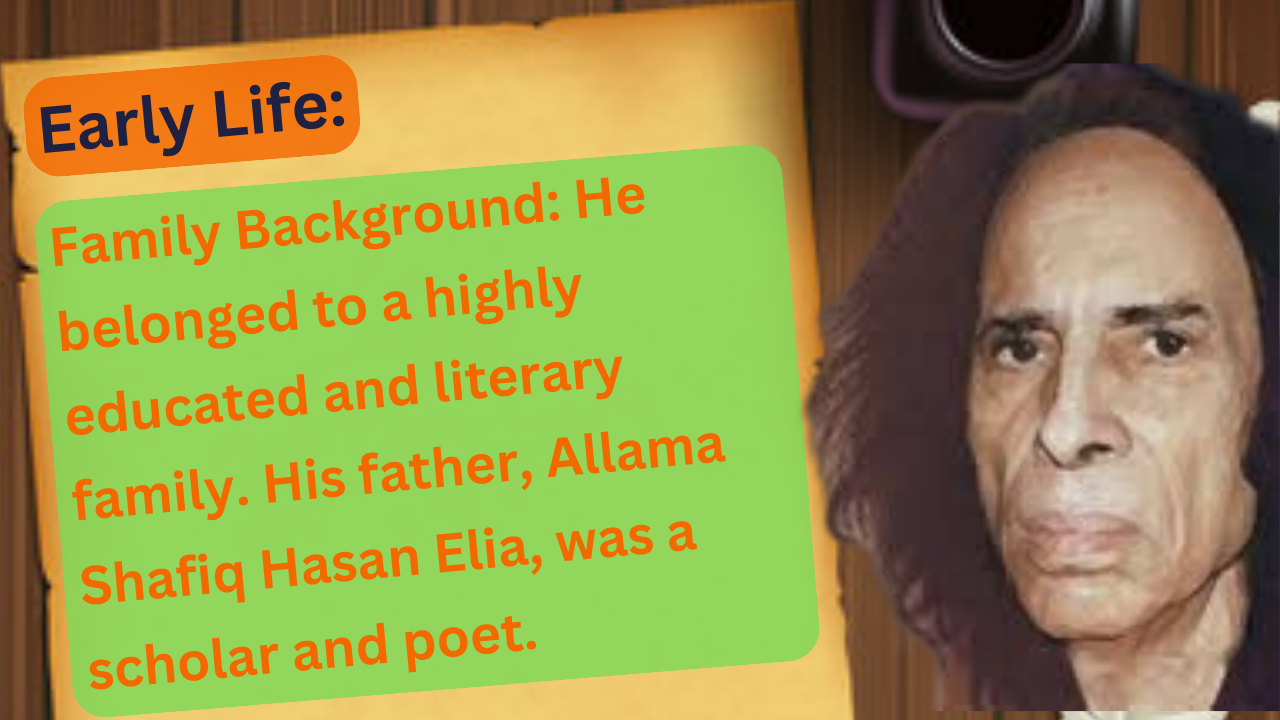 Early Life:
Family Background: He
belonged to a highly
educated and literary
family. His father, Allama
Shafiq Hasan Elia, was a
scholar and poet.